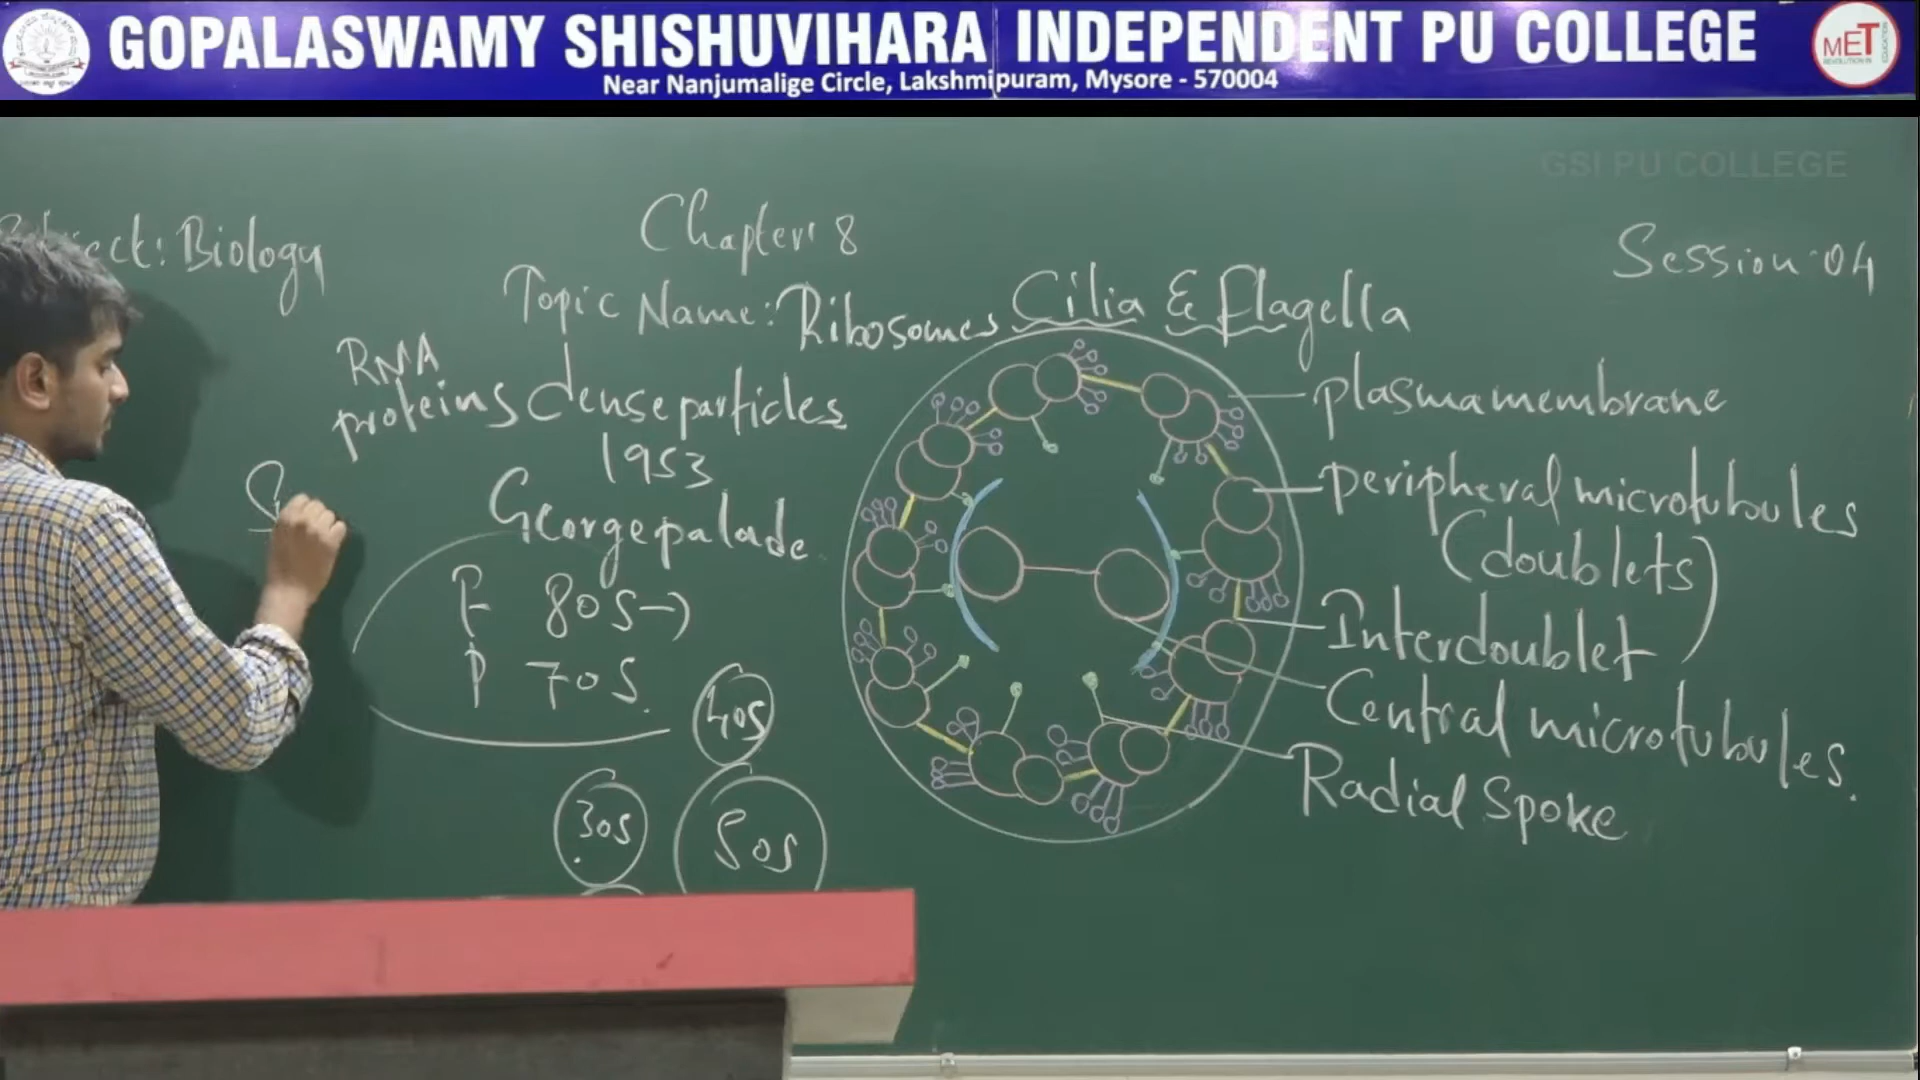 GOPALASWAMY SHISHUVIHARA INDEPENDENT PU COLLEGE
Near Nanjumalige Circle, Lakshmipuram, Mysore - 570004
MET
GSI PU COLLEGE
ject: Biology
Chapter: 8
Session: 04
Topic Name: Ribosomes Cilia & Flagella
RNA
proteins dense particles
1953
George palade
80S →
P 70S.
40S
30S
50S
plasma membrane
peripheral microtubules
(doublets)
Interdoublet
Central microtubules.
Radial Spoke